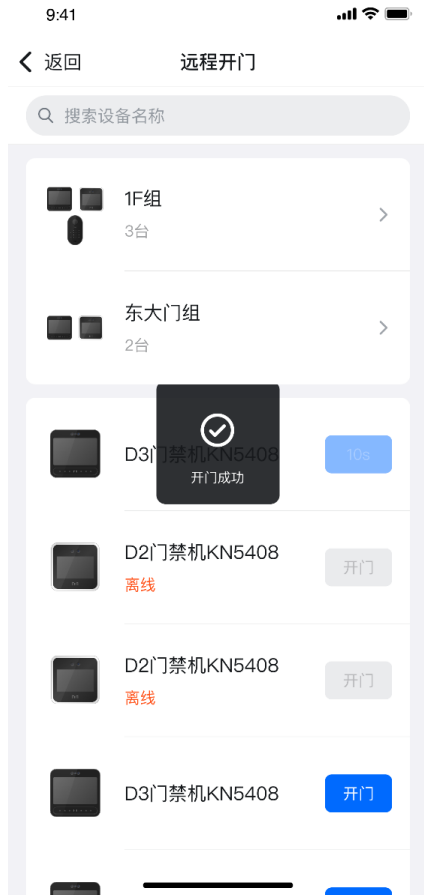 9:41
返回
远程开门
搜索设备名称
1F组
3台
东大门组
2台
D3门禁机KN5408
10s
开门成功
D2门禁机KN5408
离线
开门
D2门禁机KN5408
离线
开门
D3门禁机KN5408
开门